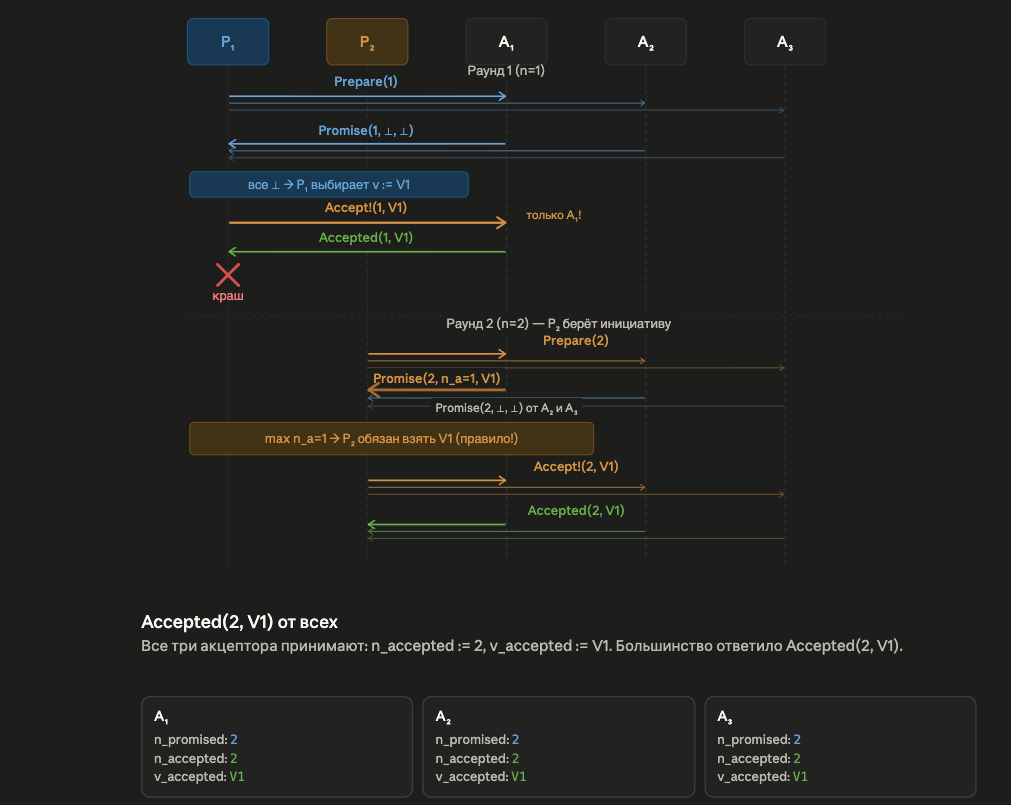 P₁ P₂ A₁ A₂ A₃
Раунд 1 (n=1)
Prepare(1)
Promise(1, ⊥, ⊥)
все ⊥ → P₁ выбирает v := V1
Accept!(1, V1)
только A₁!
Accepted(1, V1)
краш
Раунд 2 (n=2) — P₂ берёт инициативу
Prepare(2)
Promise(2, n_a=1, V1)
Promise(2, ⊥, ⊥) от A₂ и A₃
max n_a=1 → P₂ обязан взять V1 (правило!)
Accept!(2, V1)
Accepted(2, V1)
Accepted(2, V1) от всех
Все три акцептора принимают: n_accepted := 2, v_accepted := V1. Большинство ответило Accepted(2, V1).
A₁
n_promised: 2
n_accepted: 2
v_accepted: V1
A₂
n_promised: 2
n_accepted: 2
v_accepted: V1
A₃
n_promised: 2
n_accepted: 2
v_accepted: V1